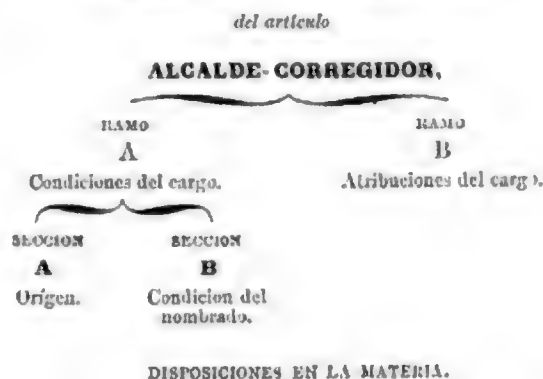 del artículo
ALCALDE-CORREGIDOR,
RAMO
A
Condiciones del cargo.
RAMO
B
Atribuciones del cargo.
SECCION
A
Orígen.
SECCION
B
Condicion del
nombrado.
DISPOSICIONES EN LA MATERIA.